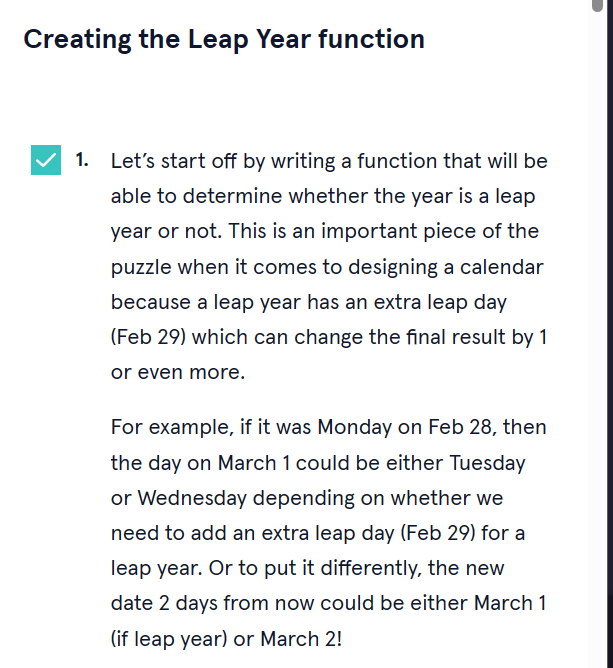 Creating the Leap Year function
1. Let’s start off by writing a function that will be
able to determine whether the year is a leap
year or not. This is an important piece of the
puzzle when it comes to designing a calendar
because a leap year has an extra leap day
(Feb 29) which can change the final result by 1
or even more.
For example, if it was Monday on Feb 28, then
the day on March 1 could be either Tuesday
or Wednesday depending on whether we
need to add an extra leap day (Feb 29) for a
leap year. Or to put it differently, the new
date 2 days from now could be either March 1
(if leap year) or March 2!